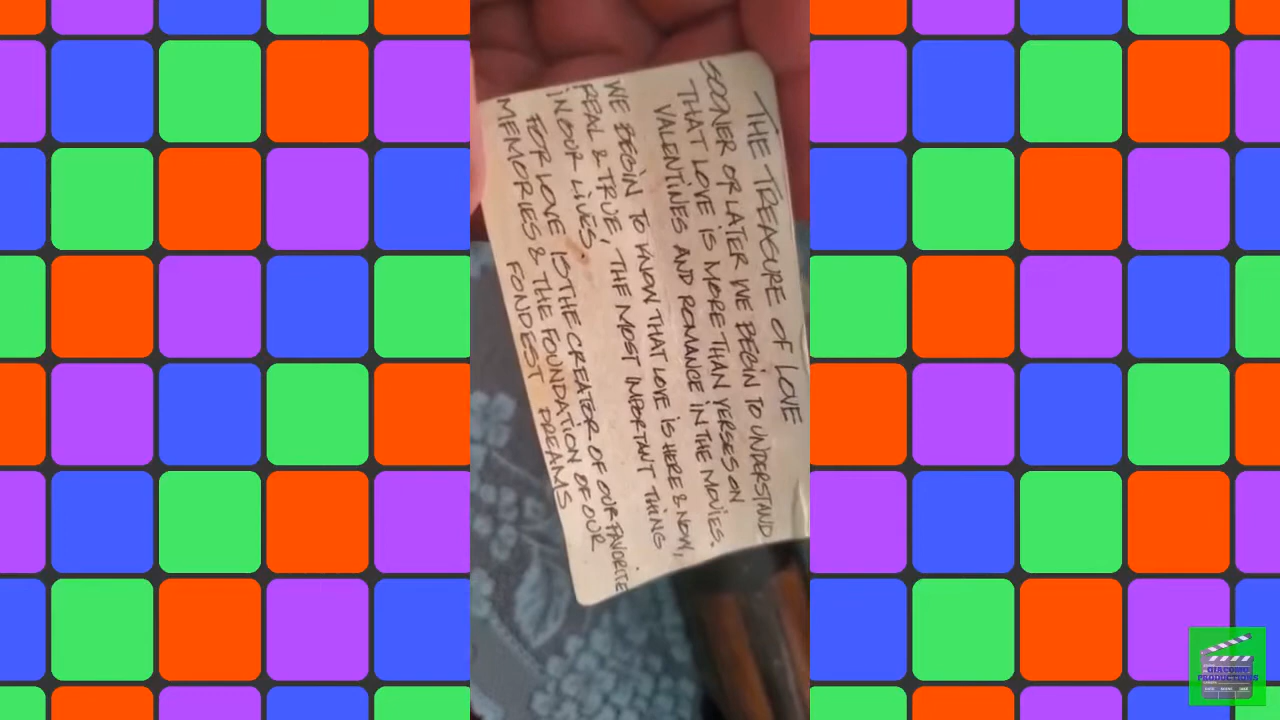 THE TREASURE OF LOVE
SOONER OR LATER WE BEGIN TO UNDERSTAND
THAT LOVE IS MORE THAN VERSES ON
VALENTINES AND ROMANCE IN THE MOVIES.
WE BEGIN TO KNOW THAT LOVE IS HERE & NOW,
REAL & TRUE, THE MOST IMPORTANT THING
IN OUR LIVES.
FOR LOVE IS THE CREATOR OF OUR FAVORITE
MEMORIES & THE FOUNDATION OF OUR
FONDEST DREAMS
GIACOMO
PRODUCTIONS